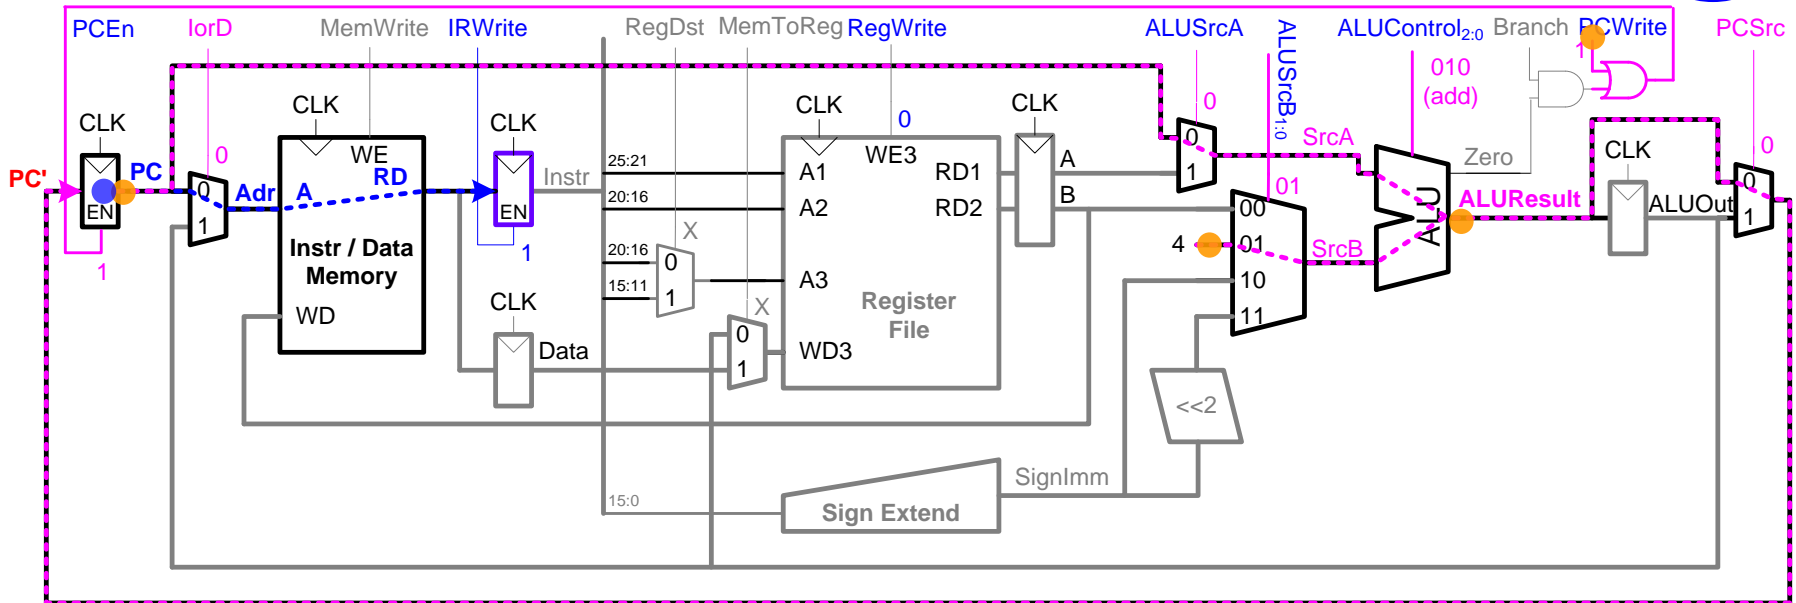 PCEn IorD MemWrite IRWrite RegDst MemToReg RegWrite ALUSrcA ALUSrcB1:0 ALUControl2:0 Branch PCWrite PCSrc
1
010
(add)
0
0
CLK
CLK
CLK
CLK
CLK
CLK
0
0
WE
WE3
PC'
PC
EN
0
1
Adr
A
RD
EN
Instr
25:21
A1
RD1
A
0
1
SrcA
Zero
01
20:16
A2
RD2
B
00
ALU
ALUResult
ALUOut
0
1
1
1
X
4
01
SrcB
Instr / Data
Memory
20:16
0
15:11
1
A3
10
CLK
X
Register
File
11
WD
Data
0
1
WD3
<<2
SignImm
15:0
Sign Extend